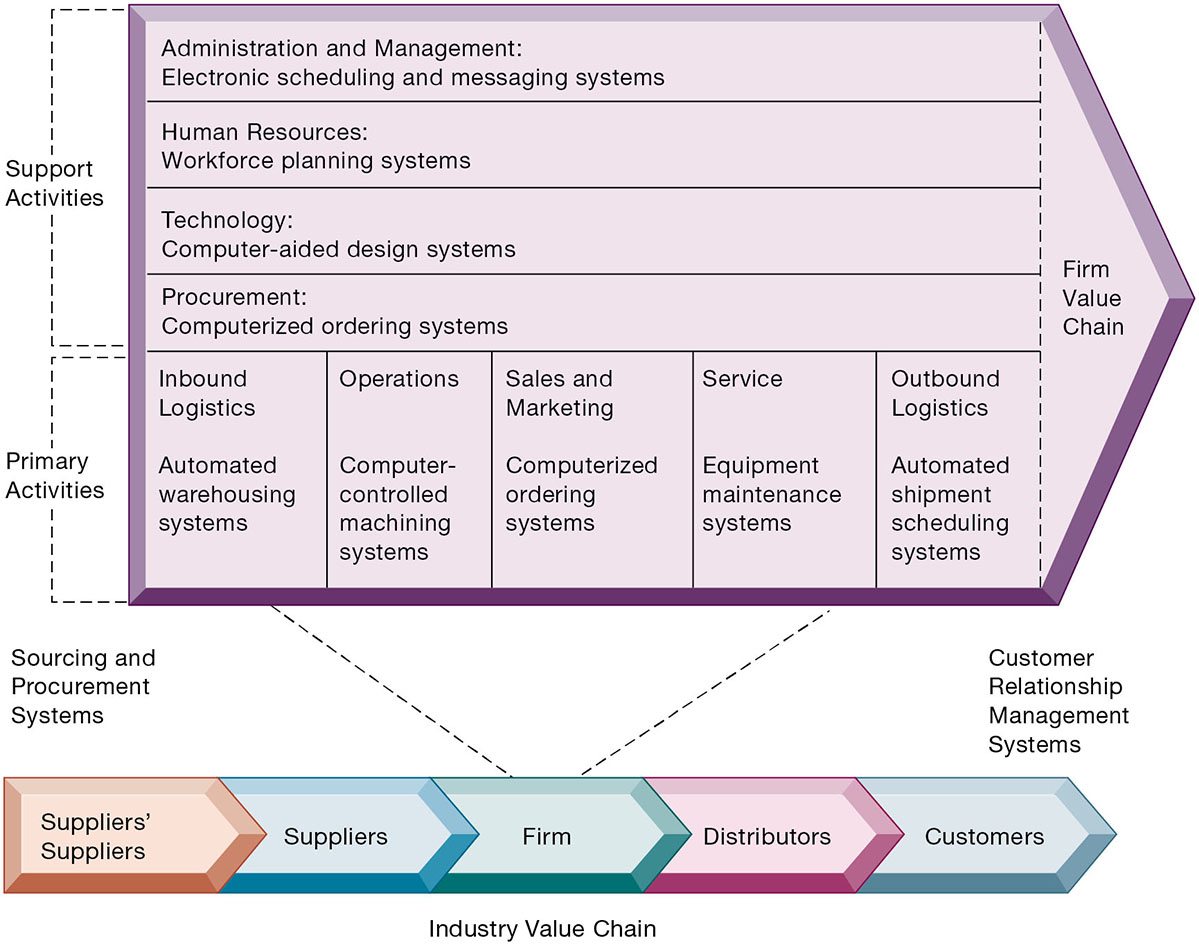 Administration and Management:
Electronic scheduling and messaging systems
Human Resources:
Workforce planning systems
Support
Activities
Technology:
Computer-aided design systems
Procurement:
Computerized ordering systems
Firm
Value
Chain
Primary
Activities
Inbound
Logistics
Automated
warehousing
systems
Operations
Computer-
controlled
machining
systems
Sales and
Marketing
Computerized
ordering
systems
Service
Equipment
maintenance
systems
Outbound
Logistics
Automated
shipment
scheduling
systems
Sourcing and
Procurement
Systems
Customer
Relationship
Management
Systems
Suppliers’
Suppliers
Suppliers
Firm
Distributors
Customers
Industry Value Chain